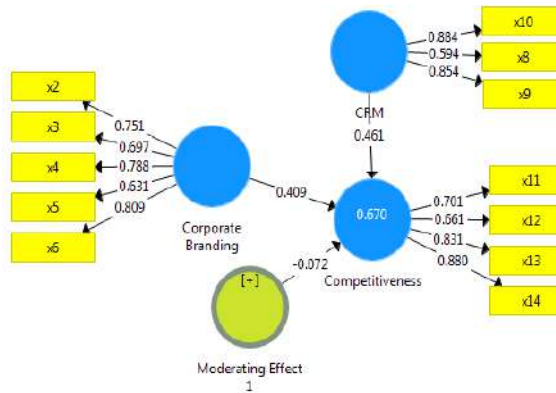 x10
0.884
x8
0.594
x9
0.854
CRM
0.461
x2
0.751
x3
0.697
x4
0.788
x5
0.631
x6
0.809
Corporate
Branding
0.409
0.670
Competitiveness
x11
0.701
x12
0.661
x13
0.831
x14
0.880
-0.072
[+]
Moderating Effect
1